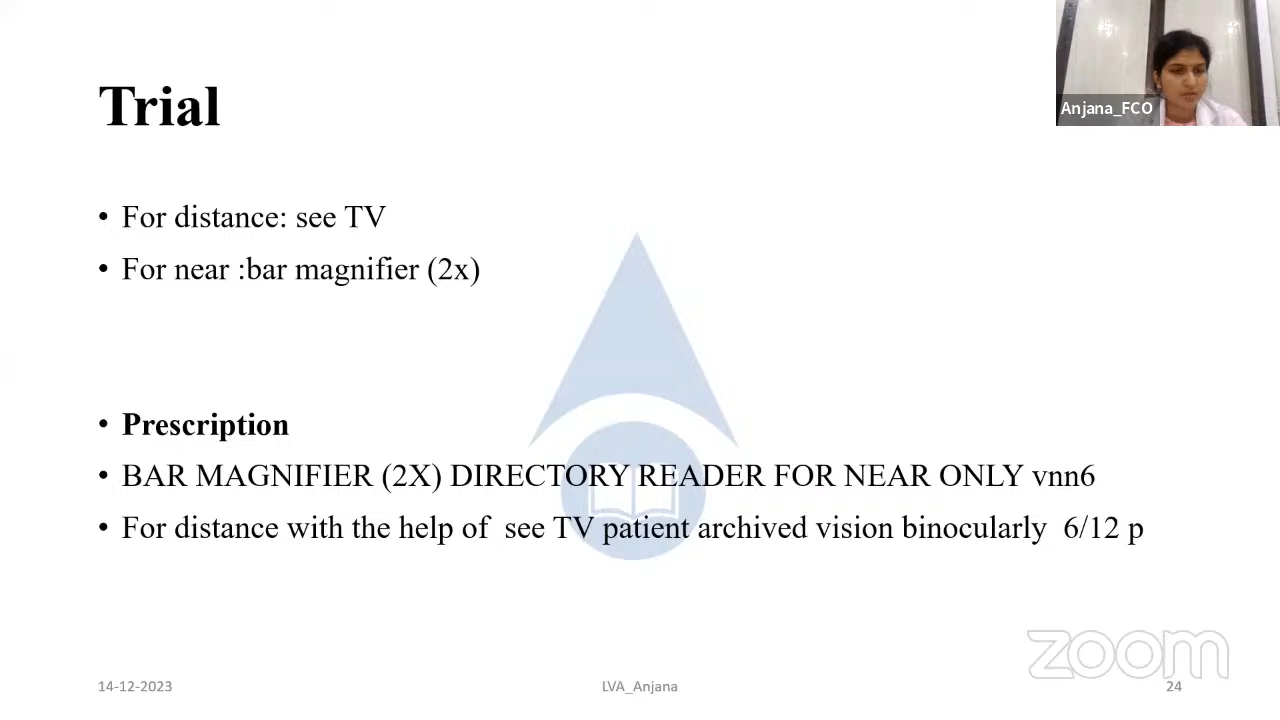 Anjana_FCO
Trial
• For distance: see TV
• For near :bar magnifier (2x)
• Prescription
• BAR MAGNIFIER (2X) DIRECTORY READER FOR NEAR ONLY vnn6
• For distance with the help of  see TV patient archived vision binocularly  6/12 p
zoom
14-12-2023
LVA_Anjana
24